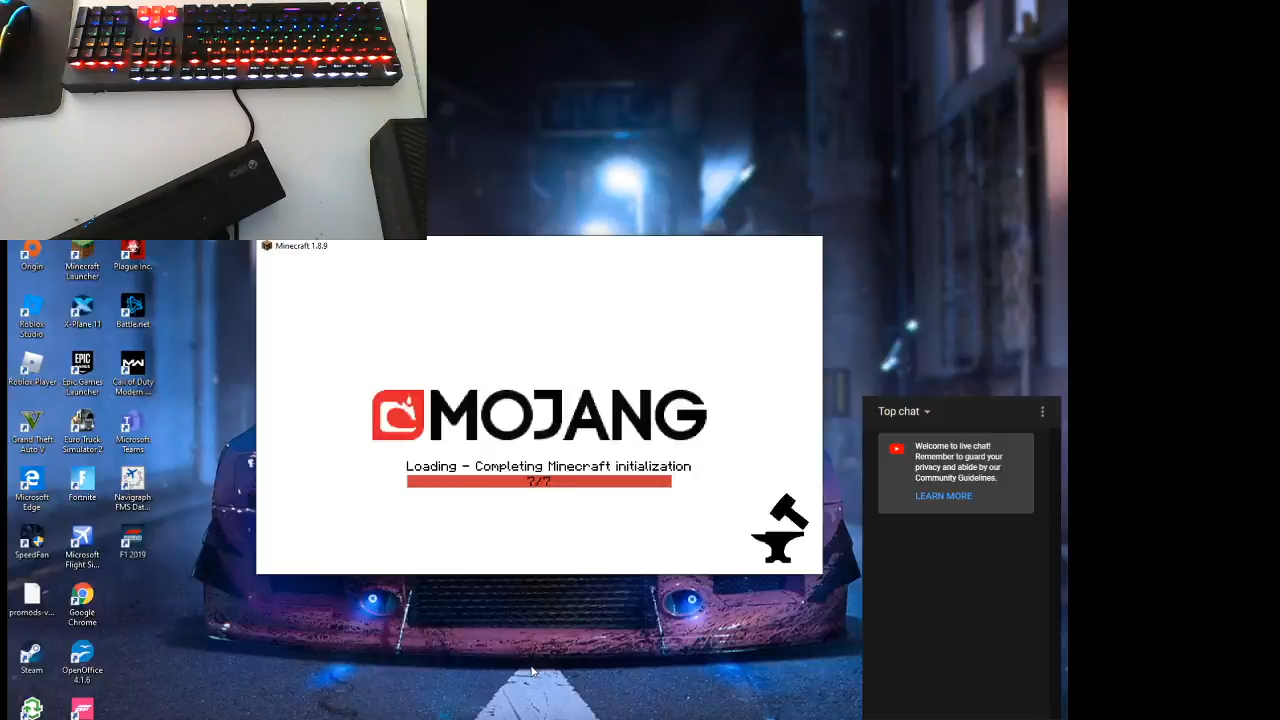 XBOX
Origin
Minecraft
Launcher
Plague Inc.
Roblox
Studio
X-Plane 11
Battle.net
Roblox Player
EPIC
GAMES
Epic Games
Launcher
Call of Duty
Modern ...
Grand Theft
Auto V
Euro Truck
Simulator 2
Microsoft
Teams
Microsoft
Edge
Fortnite
Navigraph
FMS Dat...
SpeedFan
Microsoft
Flight Si...
F1 2019
promods-v...
Google
Chrome
Steam
OpenOffice
4.1.6
Minecraft 1.8.9
MOJANG
Loading - Completing Minecraft initialization
7/7
Top chat
Welcome to live chat!
Remember to guard your
privacy and abide by our
Community Guidelines.
LEARN MORE